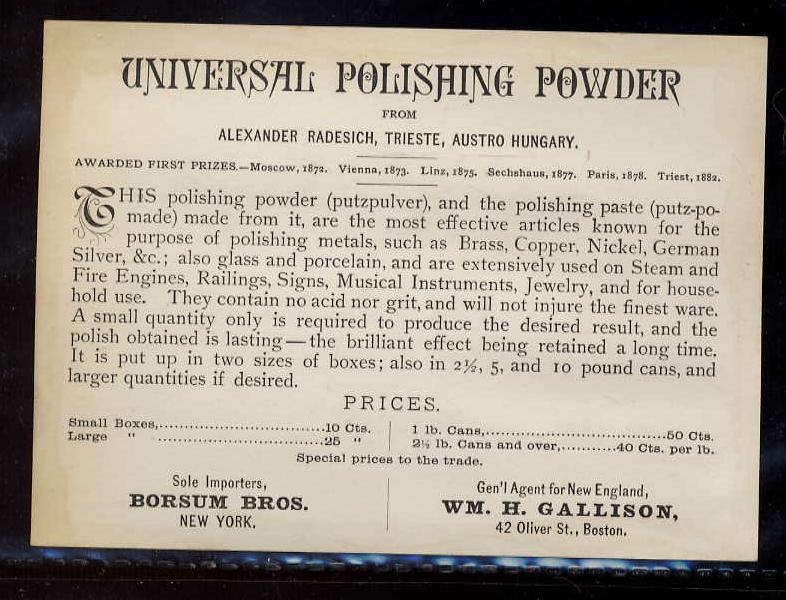 UNIVERSAL POLISHING POWDER
FROM
ALEXANDER RADESICH, TRIESTE, AUSTRO HUNGARY.
AWARDED FIRST PRIZES.—Moscow, 1872. Vienna, 1873. Linz, 1875. Sechshaus, 1877. Paris, 1878. Triest, 1882.
THIS polishing powder (putzpulver), and the polishing paste (putz-po-
made) made from it, are the most effective articles known for the
purpose of polishing metals, such as Brass, Copper, Nickel, German
Silver, &c.; also glass and porcelain, and are extensively used on Steam and
Fire Engines, Railings, Signs, Musical Instruments, Jewelry, and for house-
hold use. They contain no acid nor grit, and will not injure the finest ware.
A small quantity only is required to produce the desired result, and the
polish obtained is lasting—the brilliant effect being retained a long time.
It is put up in two sizes of boxes; also in 2½, 5, and 10 pound cans, and
larger quantities if desired.
PRICES.
Small Boxes,..............................10 Cts.
Large " ..............................25 "
1 lb. Cans,.................................50 Cts.
2½ lb. Cans and over,..........40 Cts. per lb.
Special prices to the trade.
Sole Importers,
BORSUM BROS.
NEW YORK.
Gen'l Agent for New England,
WM. H. GALLISON,
42 Oliver St., Boston.